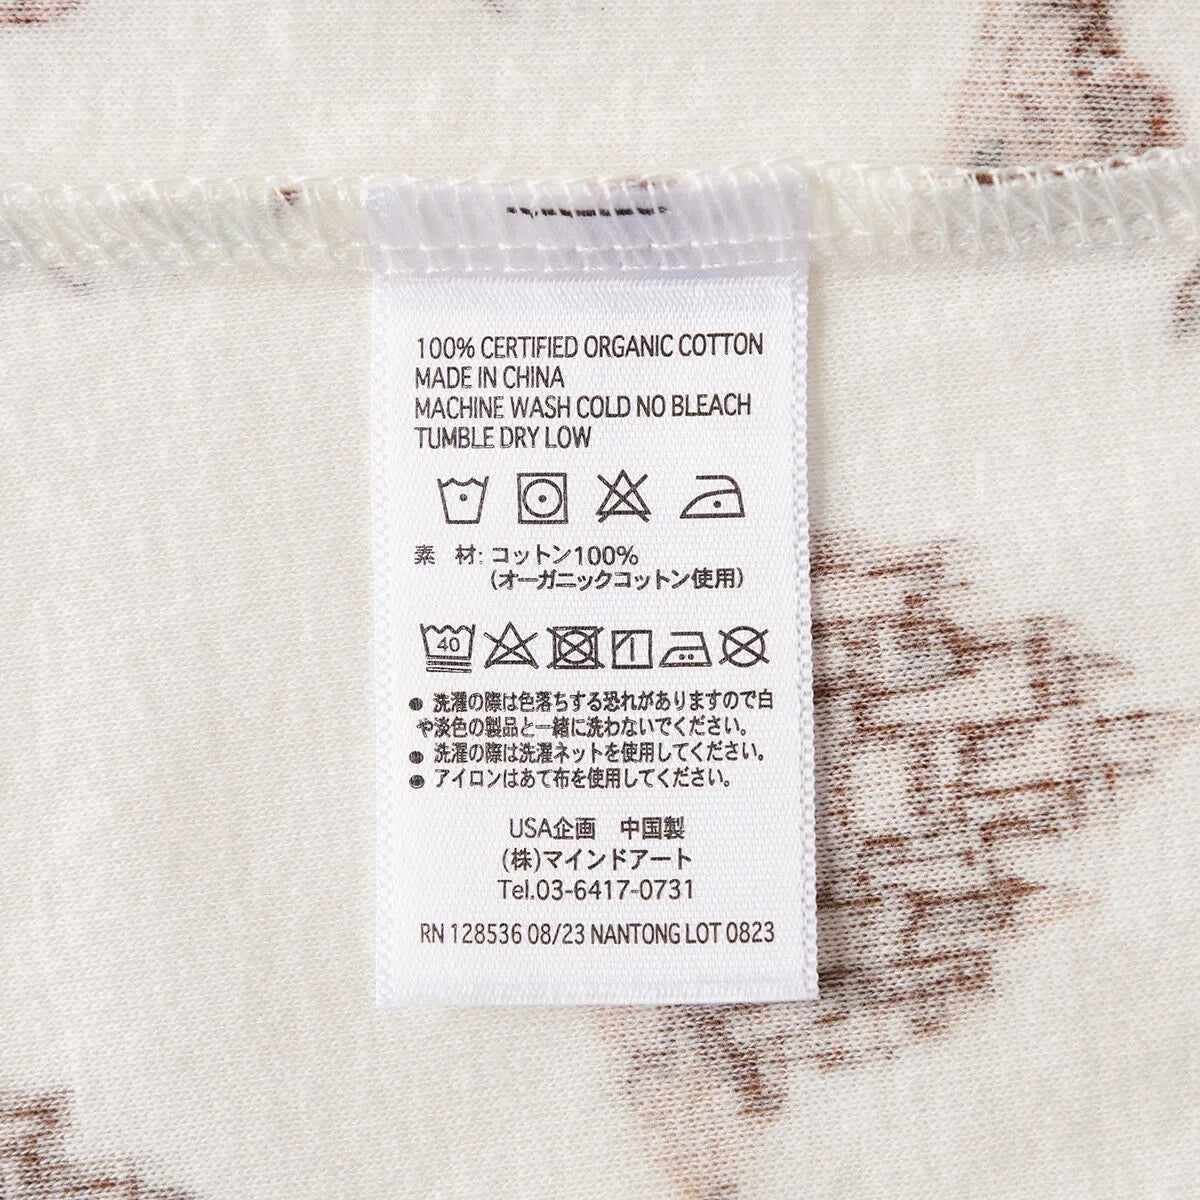 100% CERTIFIED ORGANIC COTTON
MADE IN CHINA
MACHINE WASH COLD NO BLEACH
TUMBLE DRY LOW
素 材: コットン100%
(オーガニックコットン使用)
40
● 洗濯の際は色落ちする恐れがありますので白
や淡色の製品と一緒に洗わないでください。
● 洗濯の際は洗濯ネットを使用してください。
● アイロンはあて布を使用してください。
USA企画 中国製
(株)マインドアート
Tel.03-6417-0731
RN 128536 08/23 NANTONG LOT 0823